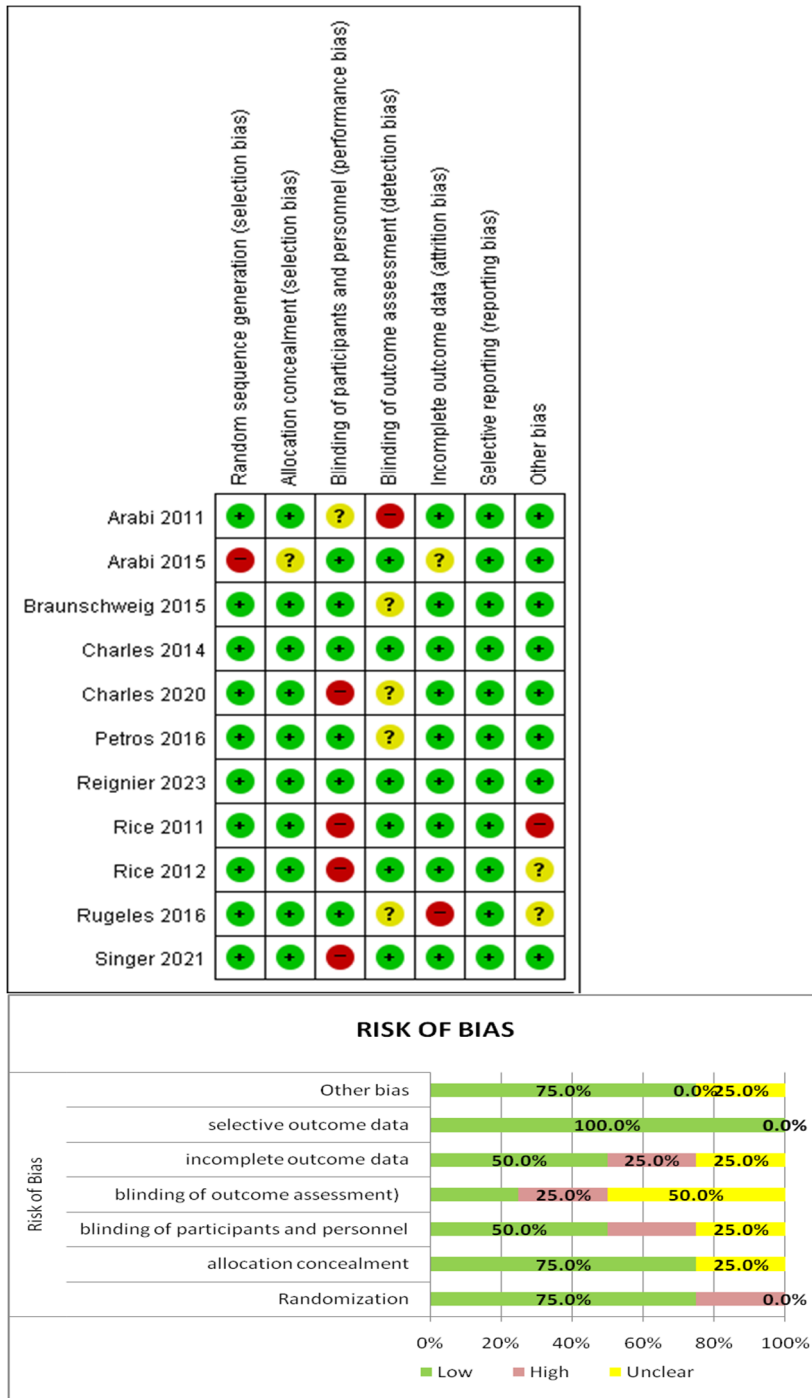 Random sequence generation (selection bias)
Allocation concealment (selection bias)
Blinding of participants and personnel (performance bias)
Blinding of outcome assessment (detection bias)
Incomplete outcome data (attrition bias)
Selective reporting (reporting bias)
Other bias
Arabi 2011 + + ? − + + +
Arabi 2015 − ? + + ? + +
Braunschweig 2015 + + + ? + + +
Charles 2014 + + + + + + +
Charles 2020 + + − ? + + +
Petros 2016 + + + ? + + +
Reignier 2023 + + + + + + +
Rice 2011 + + − + + + −
Rice 2012 + + − + + + ?
Rugeles 2016 + + + ? − + ?
Singer 2021 + + − + + + +
RISK OF BIAS
Risk of Bias
Other bias 75.0% 0.0% 25.0%
selective outcome data 100.0% 0.0%
incomplete outcome data 50.0% 25.0% 25.0%
blinding of outcome assessment) 25.0% 50.0%
blinding of participants and personnel 50.0% 25.0%
allocation concealment 75.0% 25.0%
Randomization 75.0% 0.0%
0% 20% 40% 60% 80% 100%
Low High Unclear